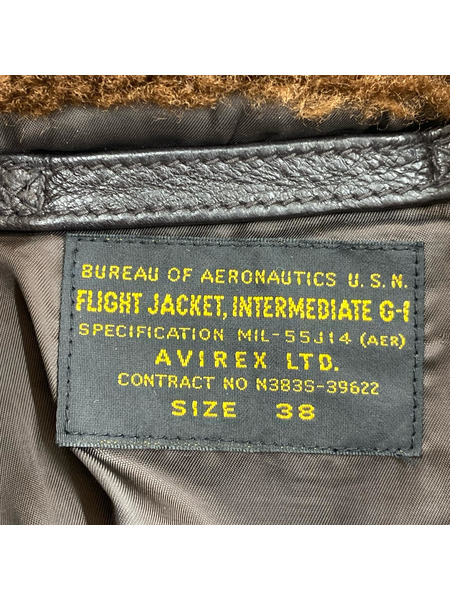 BUREAU OF AERONAUTICS U.S.N.
FLIGHT JACKET, INTERMEDIATE G-1
SPECIFICATION MIL-55J14 (AER)
AVIREX LTD.
CONTRACT NO N383S-39622
SIZE 38